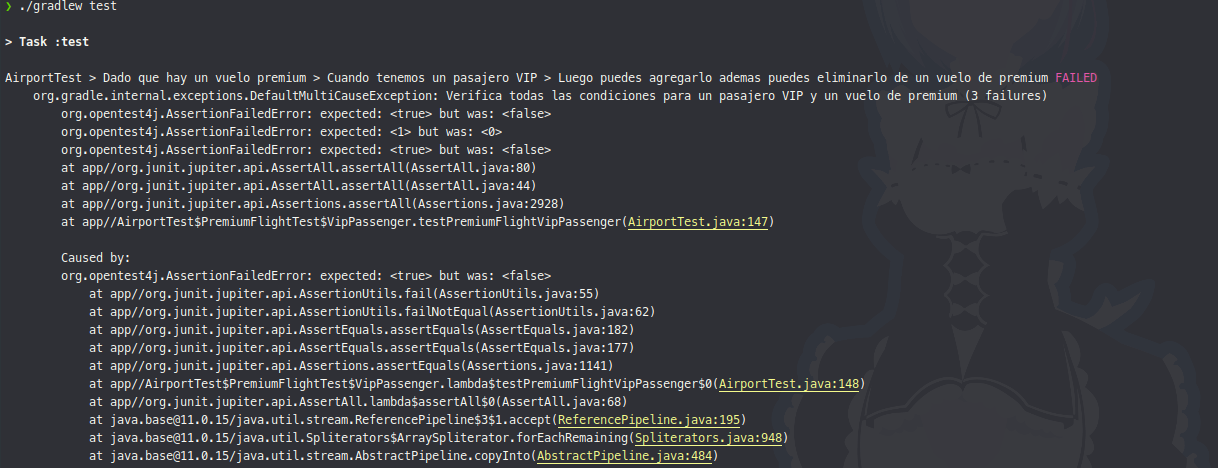 ❯ ./gradlew test
> Task :test
AirportTest > Dado que hay un vuelo premium > Cuando tenemos un pasajero VIP > Luego puedes agregarlo ademas puedes eliminarlo de un vuelo de premium FAILED
org.gradle.internal.exceptions.DefaultMultiCauseException: Verifica todas las condiciones para un pasajero VIP y un vuelo de premium (3 failures)
org.opentest4j.AssertionFailedError: expected: <true> but was: <false>
org.opentest4j.AssertionFailedError: expected: <1> but was: <0>
org.opentest4j.AssertionFailedError: expected: <true> but was: <false>
at app//org.junit.jupiter.api.AssertAll.assertAll(AssertAll.java:80)
at app//org.junit.jupiter.api.AssertAll.assertAll(AssertAll.java:44)
at app//org.junit.jupiter.api.Assertions.assertAll(Assertions.java:2928)
at app//AirportTest$PremiumFlightTest$VipPassenger.testPremiumFlightVipPassenger(AirportTest.java:147)
Caused by:
org.opentest4j.AssertionFailedError: expected: <true> but was: <false>
at app//org.junit.jupiter.api.AssertionUtils.fail(AssertionUtils.java:55)
at app//org.junit.jupiter.api.AssertionUtils.failNotEqual(AssertionUtils.java:62)
at app//org.junit.jupiter.api.AssertEquals.assertEquals(AssertEquals.java:182)
at app//org.junit.jupiter.api.AssertEquals.assertEquals(AssertEquals.java:177)
at app//org.junit.jupiter.api.Assertions.assertEquals(Assertions.java:1141)
at app//AirportTest$PremiumFlightTest$VipPassenger.lambda$testPremiumFlightVipPassenger$0(AirportTest.java:148)
at app//org.junit.jupiter.api.AssertAll.lambda$assertAll$0(AssertAll.java:68)
at java.base@11.0.15/java.util.stream.ReferencePipeline$3$1.accept(ReferencePipeline.java:195)
at java.base@11.0.15/java.util.Spliterators$ArraySpliterator.forEachRemaining(Spliterators.java:948)
at java.base@11.0.15/java.util.stream.AbstractPipeline.copyInto(AbstractPipeline.java:484)